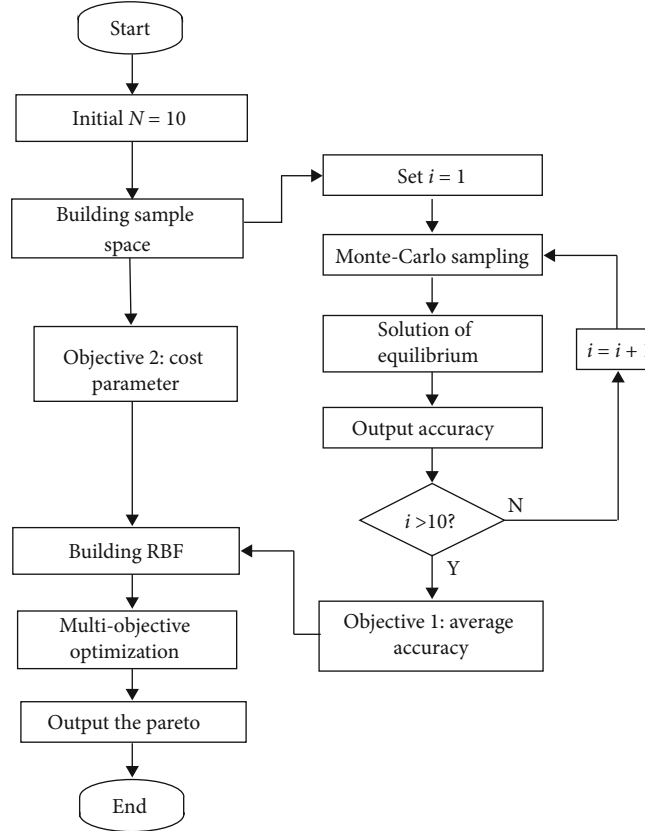 Start
Initial N = 10
Building sample
space
Objective 2: cost
parameter
Building RBF
Multi-objective
optimization
Output the pareto
End
Set i = 1
Monte-Carlo sampling
Solution of
equilibrium
Output accuracy
i >10?
N
Y
Objective 1: average
accuracy
i = i + 1